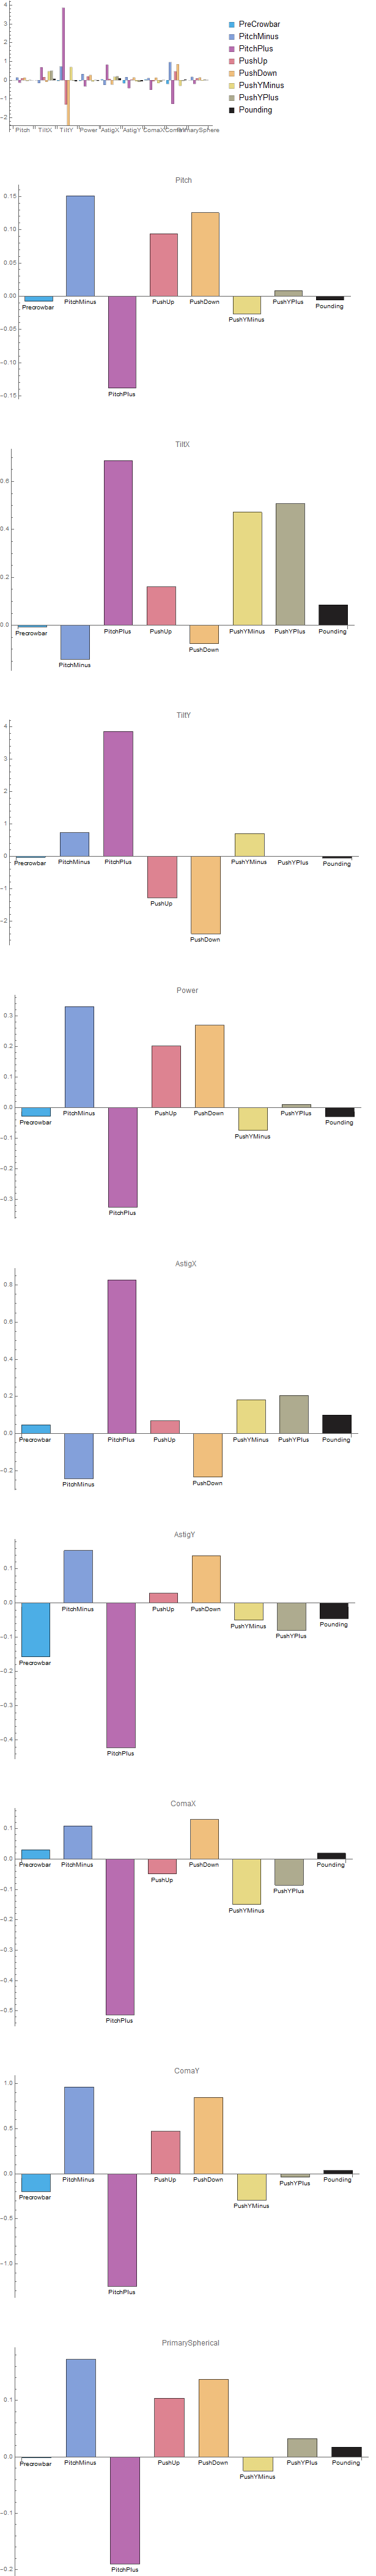 4
3
2
1
0
-1
-2
Pitch TiltX TiltY Power AstigX AstigY ComaX ComaY PrimarySpherical
PreCrowbar
PitchMinus
PitchPlus
PushUp
PushDown
PushYMinus
PushYPlus
Pounding
Pitch
0.15
0.10
0.05
0.00
-0.05
-0.10
-0.15
Precrowbar PitchMinus PitchPlus PushUp PushDown PushYMinus PushYPlus Pounding
TiltX
0.6
0.4
0.2
0.0
Precrowbar PitchMinus PitchPlus PushUp PushDown PushYMinus PushYPlus Pounding
TiltY
4
3
2
1
0
-1
-2
Precrowbar PitchMinus PitchPlus PushUp PushDown PushYMinus PushYPlus Pounding
Power
0.3
0.2
0.1
0.0
-0.1
-0.2
-0.3
Precrowbar PitchMinus PitchPlus PushUp PushDown PushYMinus PushYPlus Pounding
AstigX
0.8
0.6
0.4
0.2
0.0
-0.2
Precrowbar PitchMinus PitchPlus PushUp PushDown PushYMinus PushYPlus Pounding
AstigY
0.1
0.0
-0.1
-0.2
-0.3
-0.4
Precrowbar PitchMinus PitchPlus PushUp PushDown PushYMinus PushYPlus Pounding
ComaX
0.1
0.0
-0.1
-0.2
-0.3
-0.4
-0.5
Precrowbar PitchMinus PitchPlus PushUp PushDown PushYMinus PushYPlus Pounding
ComaY
1.0
0.5
0.0
-0.5
-1.0
Precrowbar PitchMinus PitchPlus PushUp PushDown PushYMinus PushYPlus Pounding
PrimarySpherical
0.1
0.0
-0.1
-0.2
Precrowbar PitchMinus PitchPlus PushUp PushDown PushYMinus PushYPlus Pounding